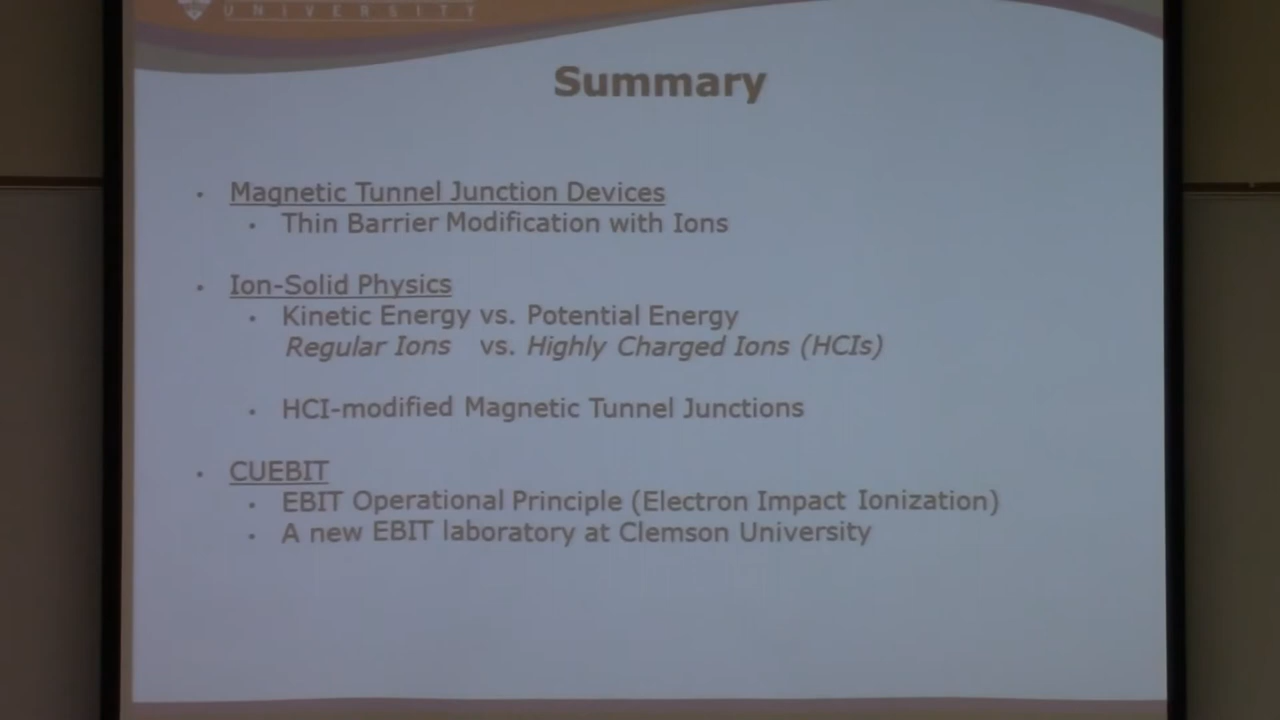 UNIVERSITY
Summary
• Magnetic Tunnel Junction Devices
• Thin Barrier Modification with Ions
• Ion-Solid Physics
• Kinetic Energy vs. Potential Energy
Regular Ions vs. Highly Charged Ions (HCIs)
• HCI-modified Magnetic Tunnel Junctions
• CUEBIT
• EBIT Operational Principle (Electron Impact Ionization)
• A new EBIT laboratory at Clemson University